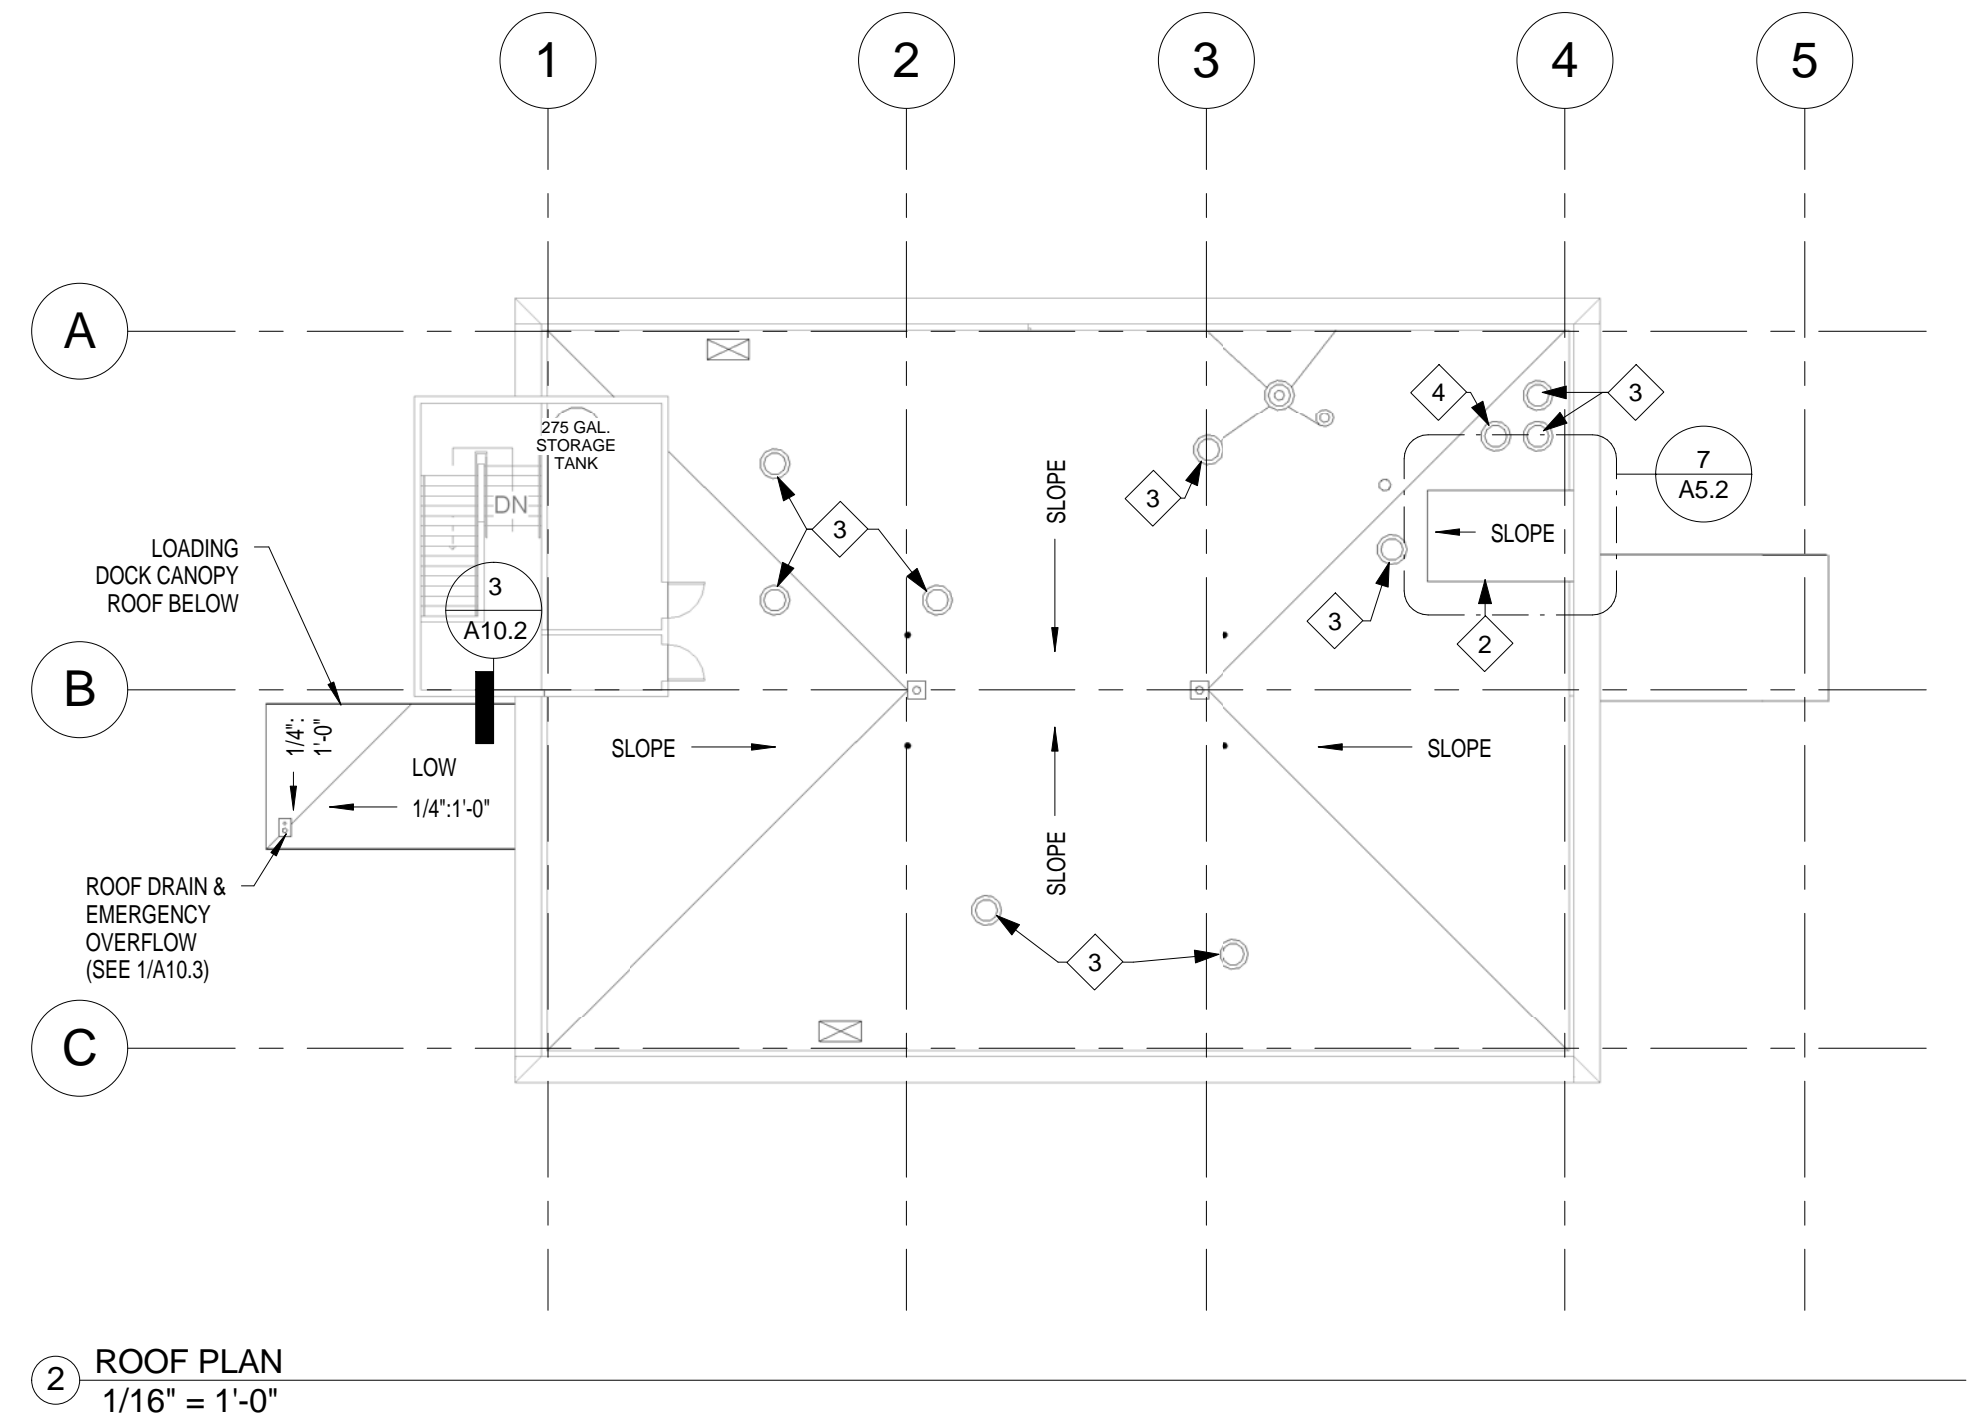 1
2
3
4
5
A
B
C
275 GAL.
STORAGE
TANK
DN
SLOPE
3
3
4
3
7
A5.2
SLOPE
3
2
LOADING
DOCK CANOPY
ROOF BELOW
3
A10.2
1/4":
1'-0"
LOW
1/4":1'-0"
SLOPE
SLOPE
SLOPE
3
ROOF DRAIN &
EMERGENCY
OVERFLOW
(SEE 1/A10.3)
2
ROOF PLAN
1/16" = 1'-0"